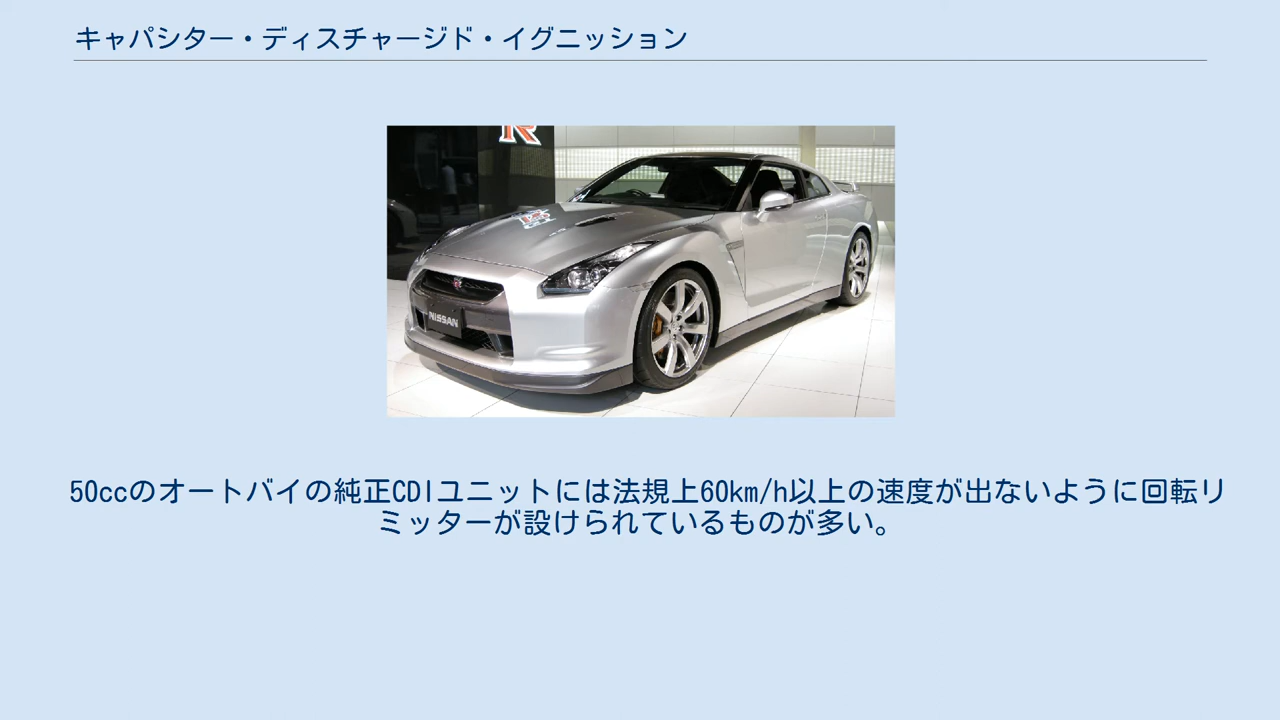 キャパシター・ディスチャージド・イグニッション
R
NISSAN
50ccのオートバイの純正CDIユニットには法規上60km/h以上の速度が出ないように回転リ
ミッターが設けられているものが多い。